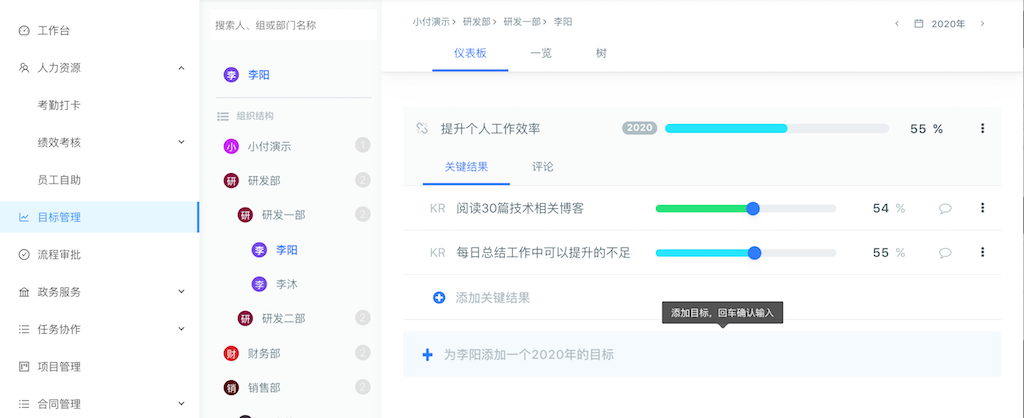 工作台
人力资源
考勤打卡
绩效考核
员工自助
目标管理
流程审批
政务服务
任务协作
项目管理
合同管理
搜索人、组或部门名称
李 李阳
组织结构
小 小付演示 1
研 研发部 2
研 研发一部 2
李 李阳
李 李沐
研 研发二部 2
财 财务部 2
销 销售部 2
小付演示 > 研发部 > 研发一部 > 李阳
< 2020年 >
仪表板 一览 树
提升个人工作效率 2020 55 %
关键结果 评论
KR 阅读30篇技术相关博客 54 %
KR 每日总结工作中可以提升的不足 55 %
添加关键结果
添加目标，回车确认输入
为李阳添加一个2020年的目标